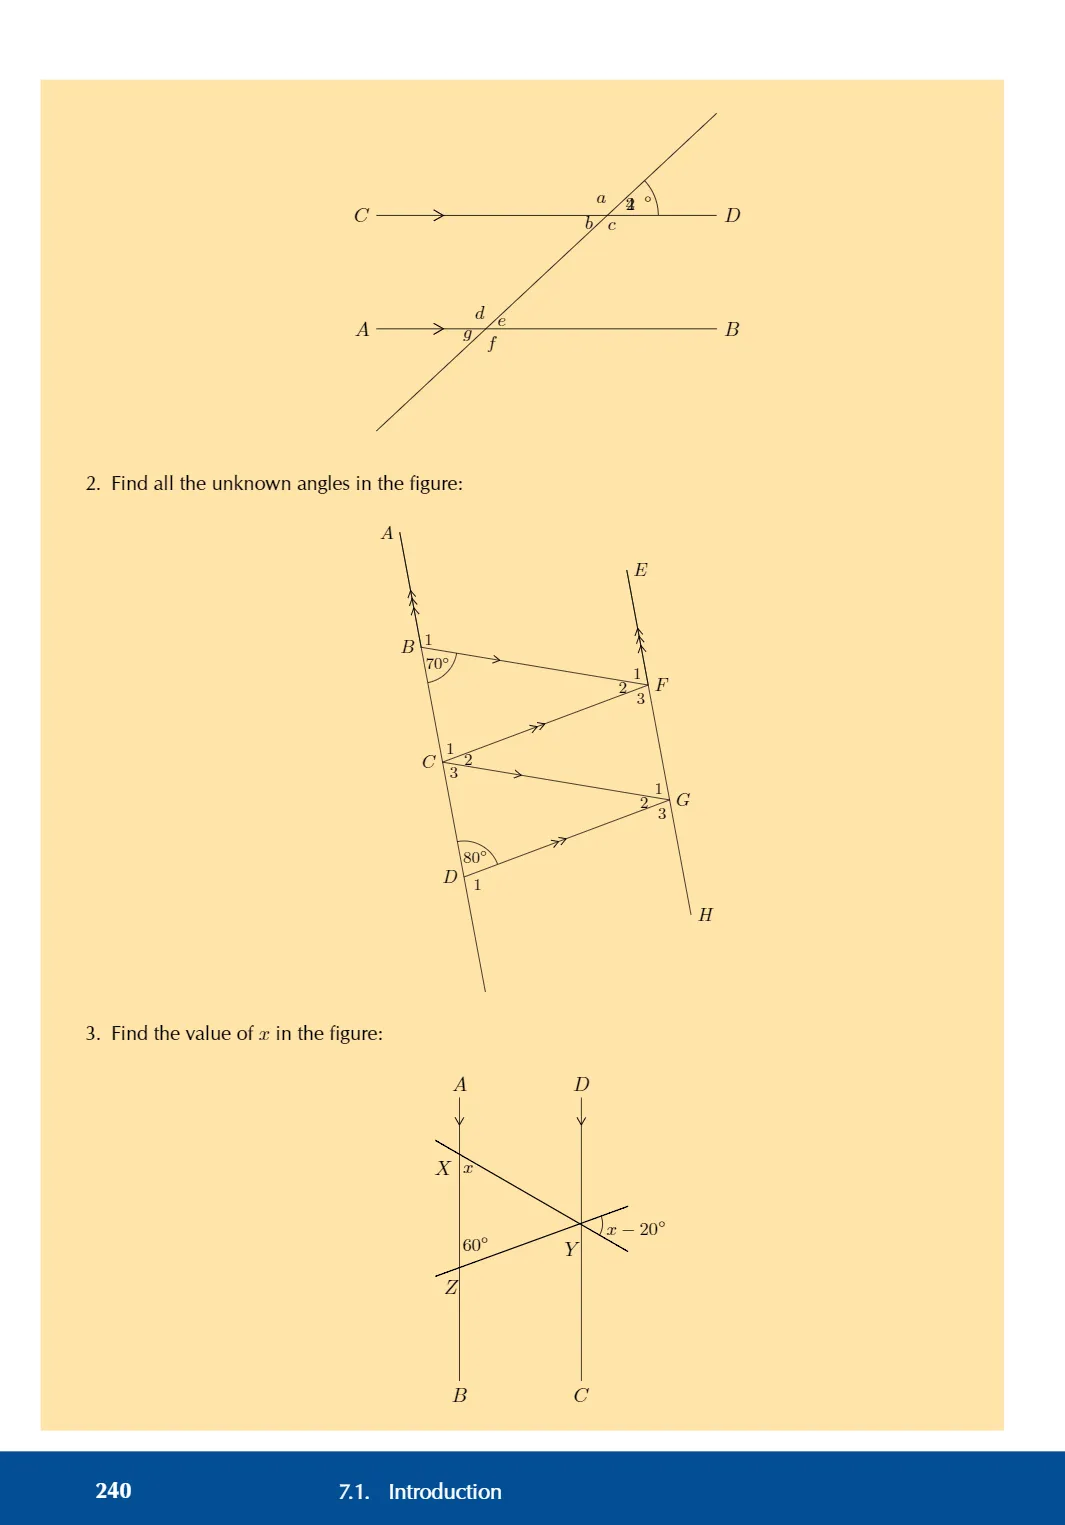 a
°
C
D
b
c
d
e
A
B
g
f
2. Find all the unknown angles in the figure:
A
E
B
1
70°
1
2
F
3
1
C
2
3
1
2
G
3
80°
D
1
H
3. Find the value of x in the figure:
A
D
X
x
x − 20°
60°
Y
Z
B
C
240
7.1. Introduction